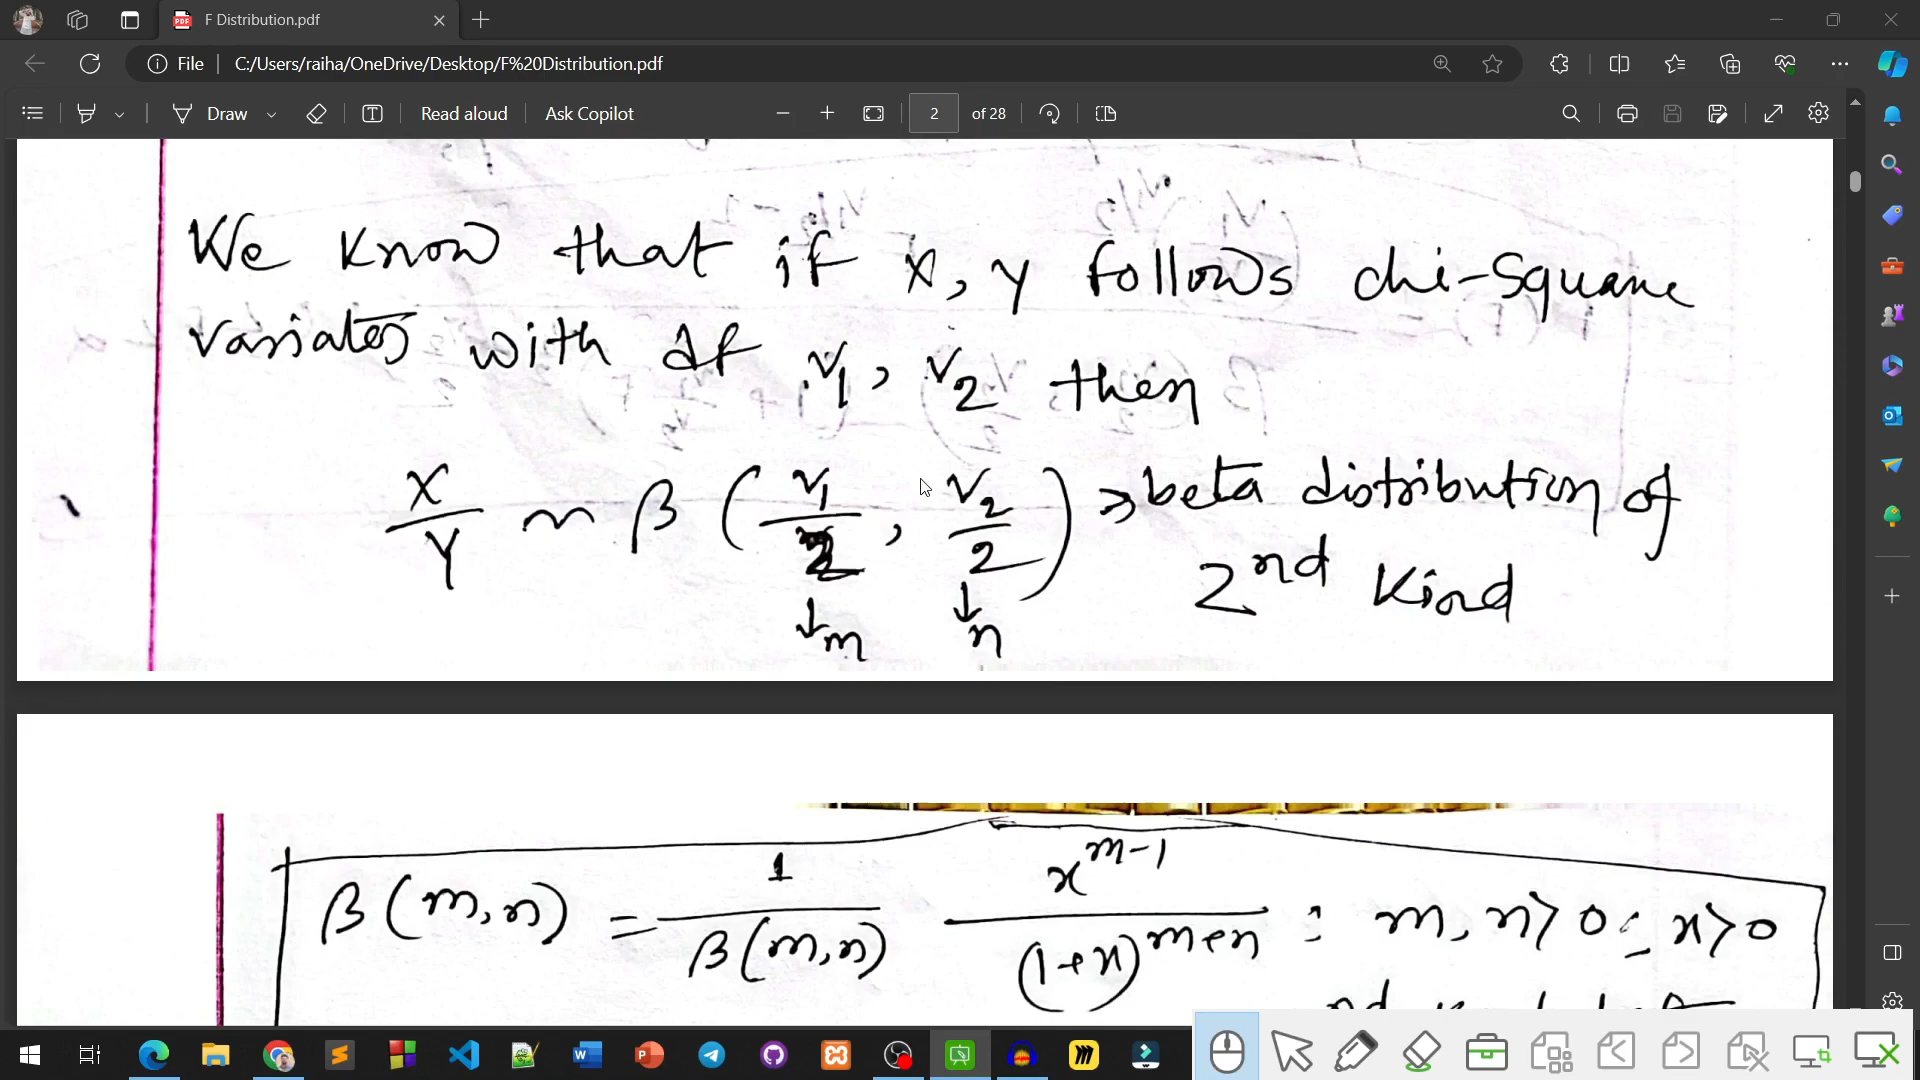 F Distribution.pdf
File
C:/Users/raiha/OneDrive/Desktop/F%20Distribution.pdf
Draw
Read aloud
Ask Copilot
2 of 28
We know that if X, Y follows chi-square
variates with df ν₁, ν₂ then
X/Y ~ β (ν₁/2, ν₂/2) → beta distribution of
2nd kind
↓m ↓n
β(m,n) = 1/β(m,n) x^(m-1)/(1+x)^(m+n) : m, n > 0 ; x > 0